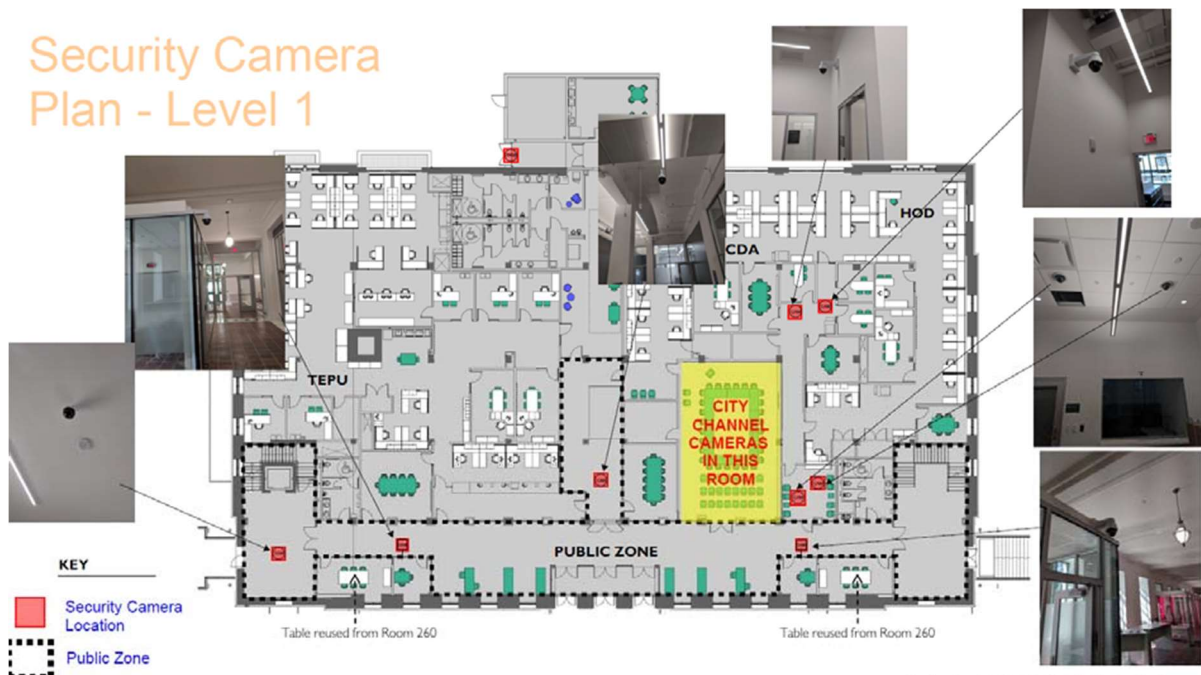 Security Camera
Plan - Level 1
HOD
CDA
TEPU
CITY
CHANNEL
CAMERAS
IN THIS
ROOM
PUBLIC ZONE
KEY
Security Camera
Location
Public Zone
Table reused from Room 260
Table reused from Room 260